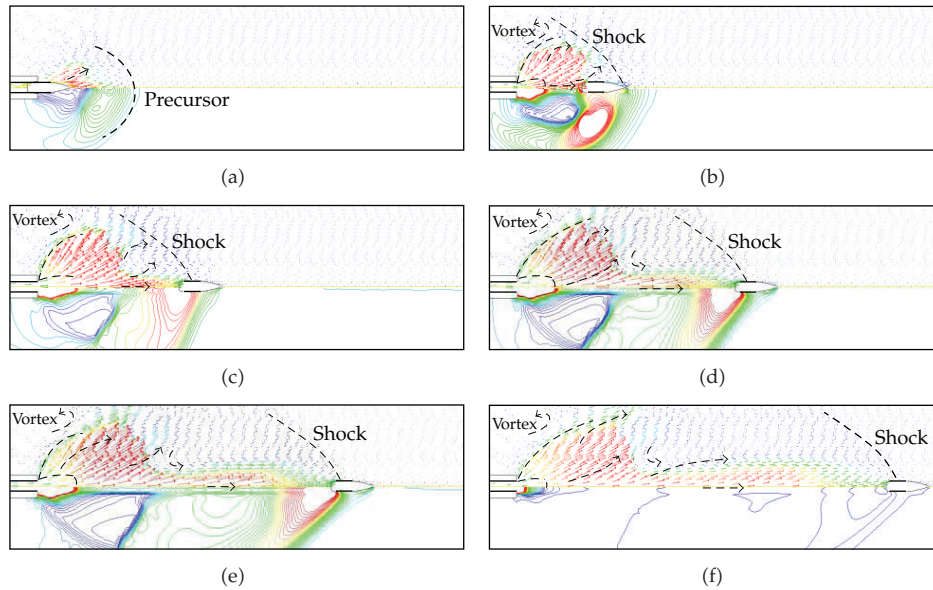 Precursor
(a)
Vortex
Shock
(b)
Vortex
Shock
(c)
Vortex
Shock
(d)
Vortex
Shock
(e)
Vortex
Shock
(f)